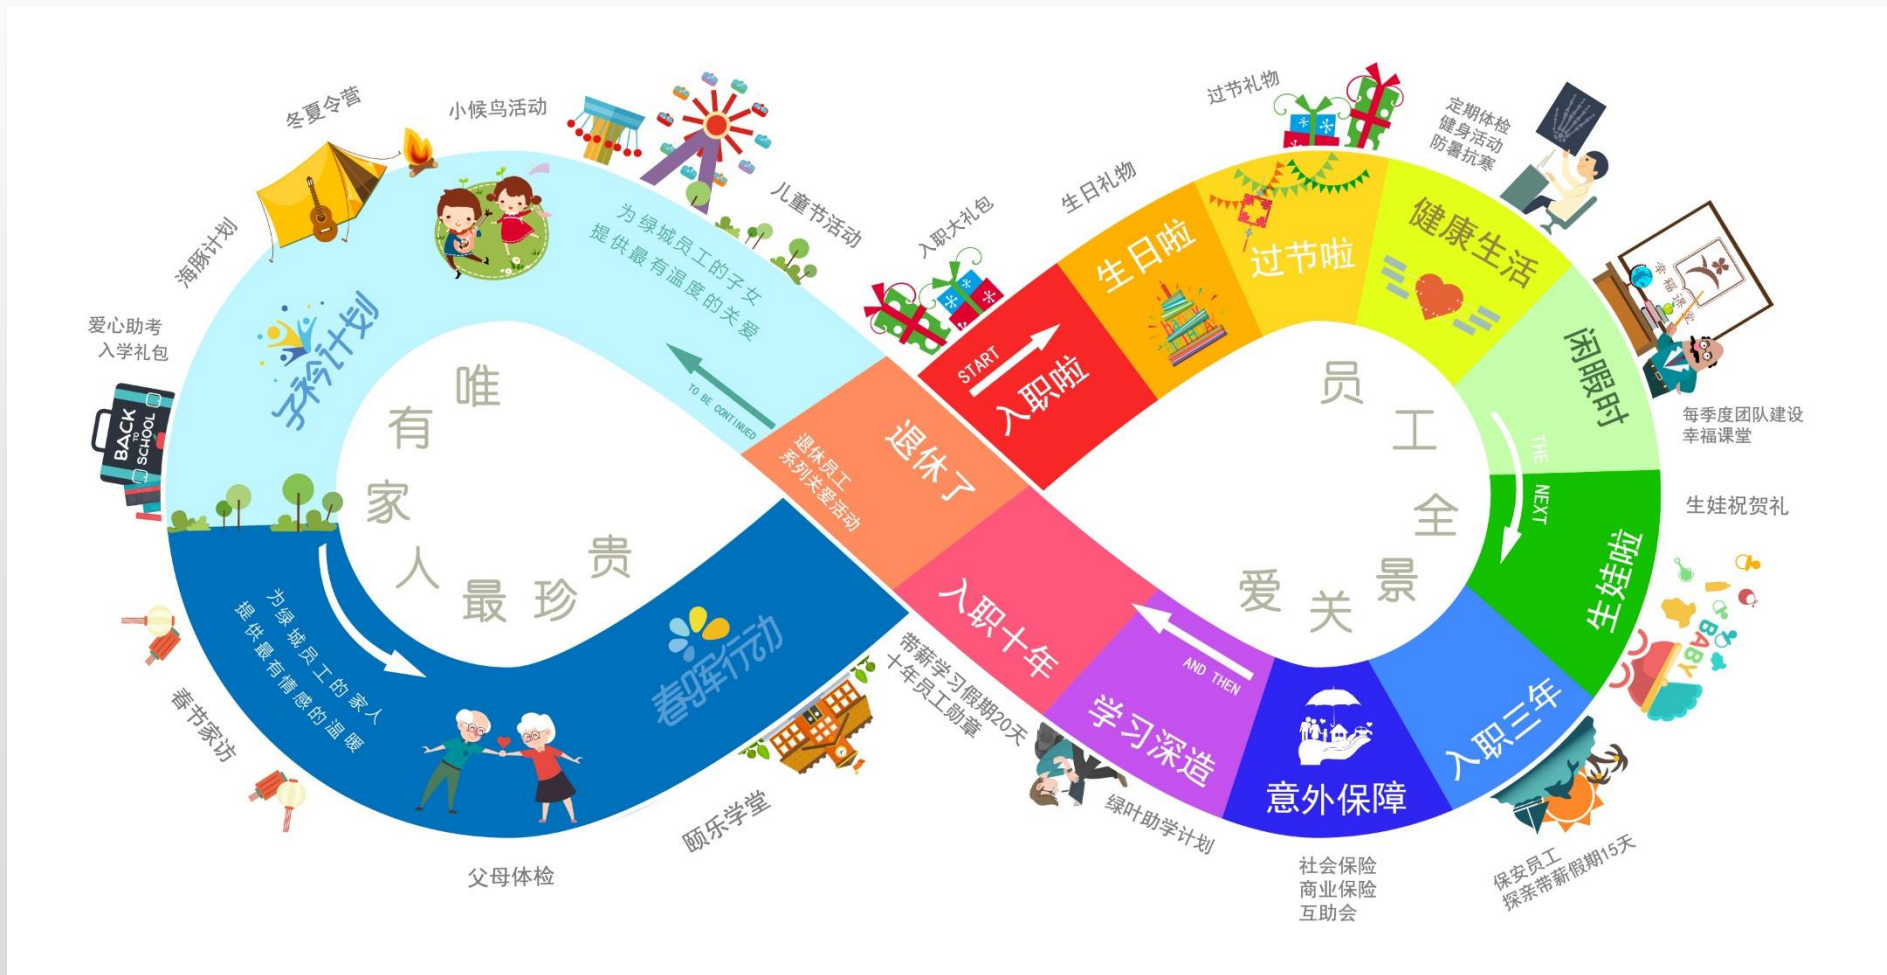 冬夏令营
小候鸟活动
儿童节活动
海豚计划
爱心助考
入学礼包
BACK
TO
SCHOOL
子衿计划
为绿城员工的子女
提供最有温度的关爱
TO BE CONTINUED
唯有家人最珍贵
为绿城员工的家人
提供最有情感的温暖
春节家访
父母体检
颐乐学堂
春晖行动
入职大礼包
START
入职啦
生日礼物
生日啦
过节礼物
过节啦
定期体检
健身活动
防暑抗寒
健康生活
幸福课堂
闲暇时
每季度团队建设
幸福课堂
THE NEXT
生娃祝贺礼
生娃啦
BABY
入职三年
保安员工
探亲带薪假期15天
意外保障
社会保险
商业保险
互助会
AND THEN
学习深造
绿叶助学计划
入职十年
带薪学习假期20天
十年员工勋章
退休了
退休员工
系列关爱活动
员工全景关爱